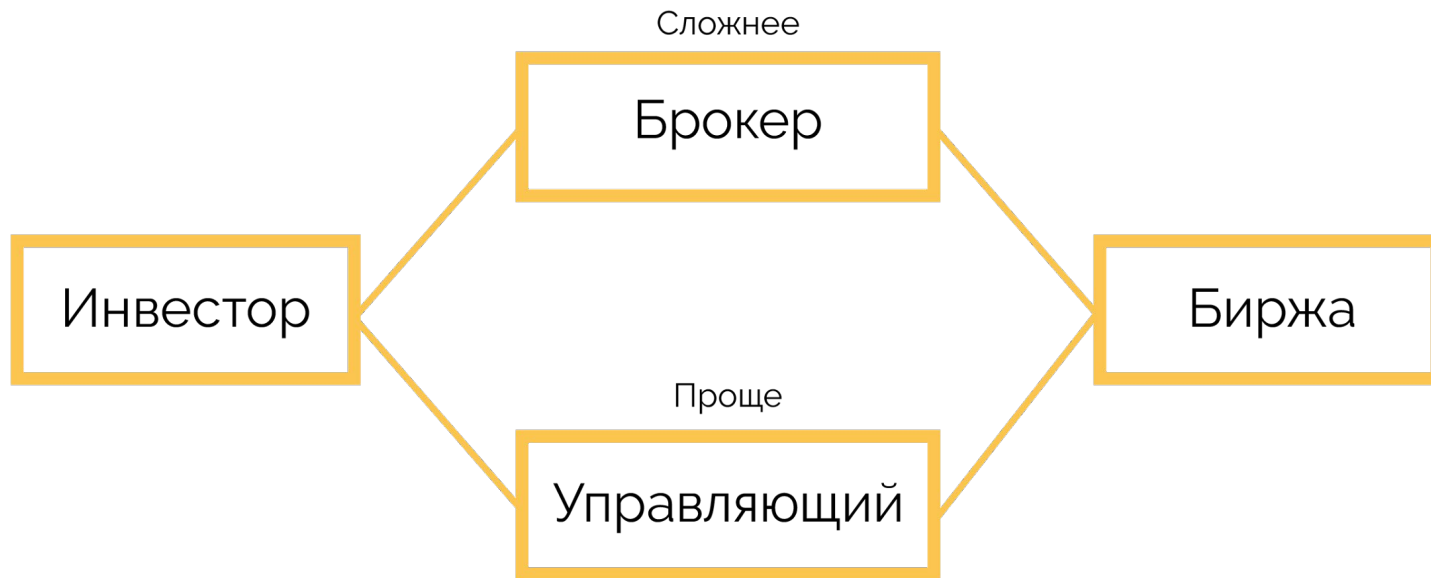 Сложнее
Брокер
Инвестор
Биржа
Проще
Управляющий